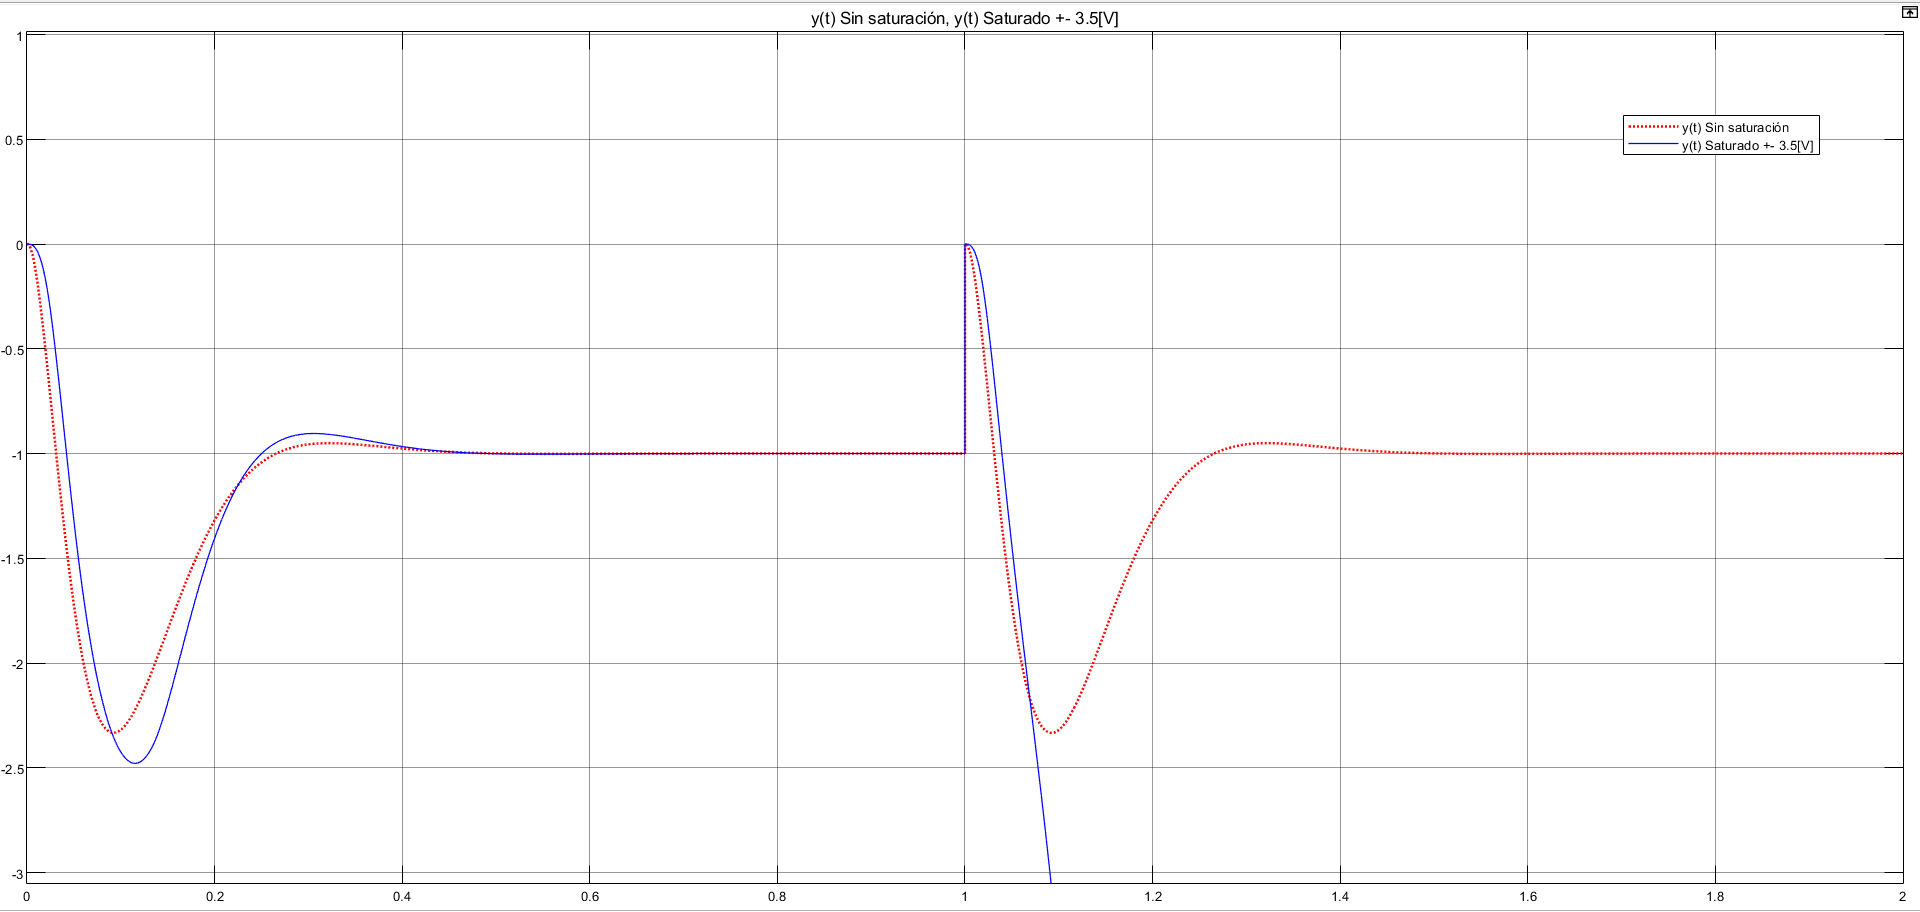 y(t) Sin saturación, y(t) Saturado +- 3.5[V]
1
0.5
y(t) Sin saturación
y(t) Saturado +- 3.5[V]
0
-0.5
-1
-1.5
-2
-2.5
-3
0 0.2 0.4 0.6 0.8 1 1.2 1.4 1.6 1.8 2